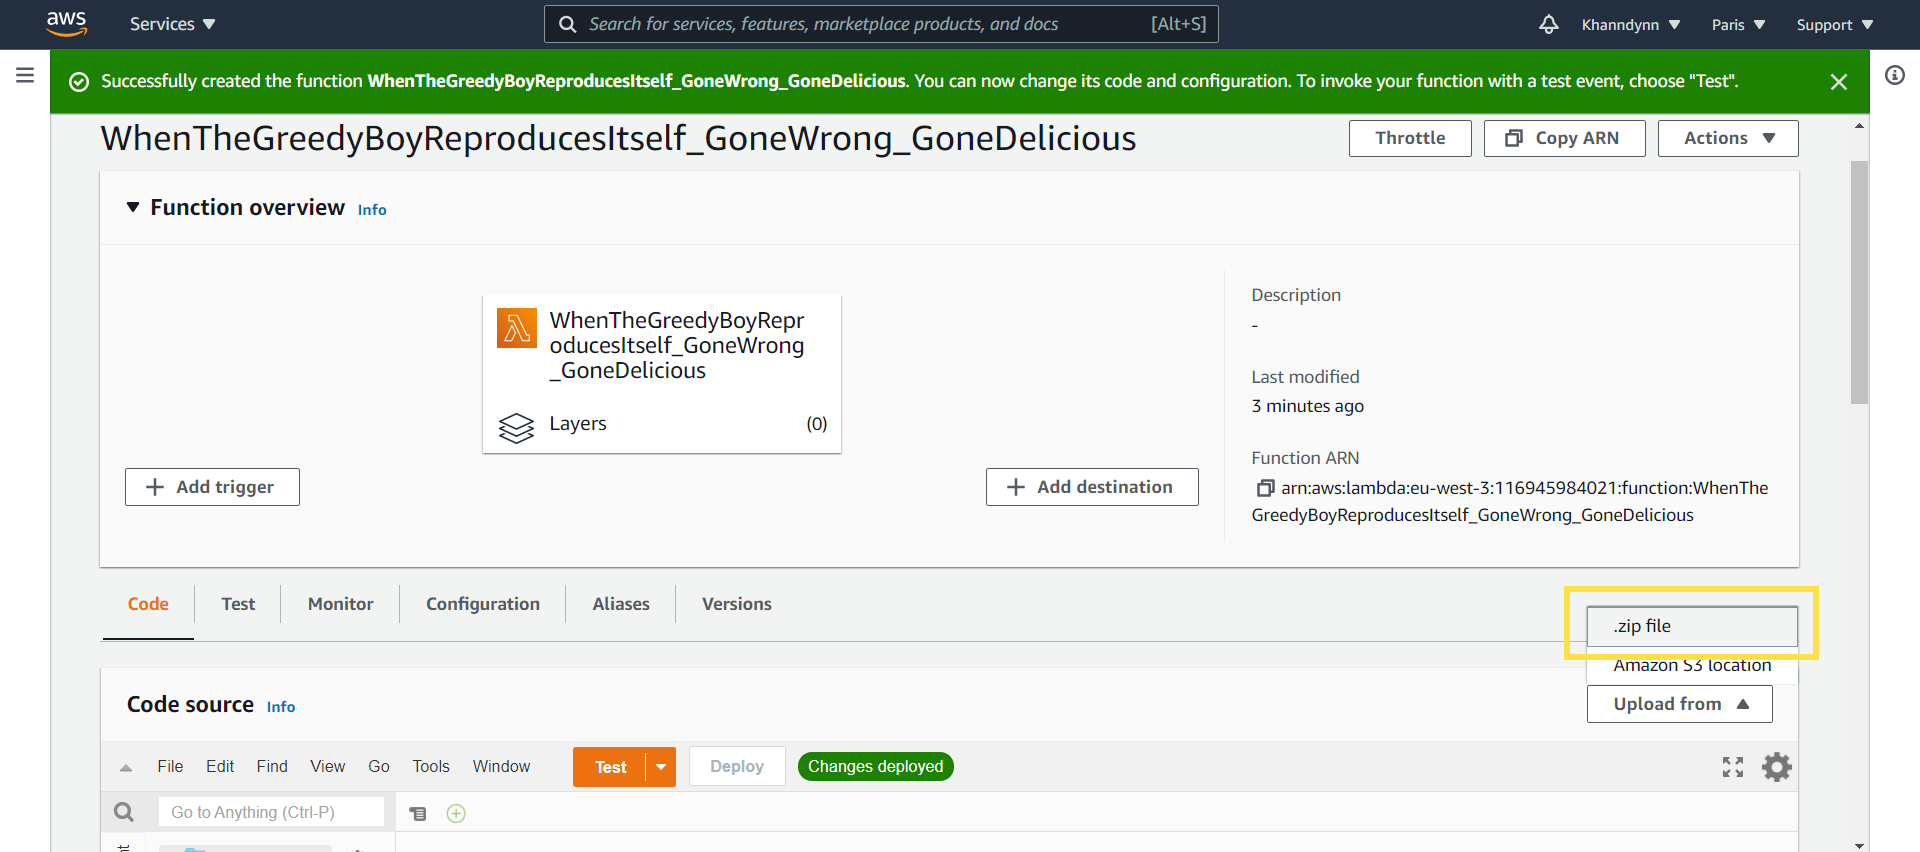 aws
Services
Search for services, features, marketplace products, and docs [Alt+S]
Khanndynn
Paris
Support
Successfully created the function WhenTheGreedyBoyReproducesItself_GoneWrong_GoneDelicious. You can now change its code and configuration. To invoke your function with a test event, choose "Test".
WhenTheGreedyBoyReproducesItself_GoneWrong_GoneDelicious
Throttle
Copy ARN
Actions
Function overview Info
WhenTheGreedyBoyRepr
oducesItself_GoneWrong
_GoneDelicious
Layers (0)
Add trigger
Add destination
Description
-
Last modified
3 minutes ago
Function ARN
arn:aws:lambda:eu-west-3:116945984021:function:WhenThe
GreedyBoyReproducesItself_GoneWrong_GoneDelicious
Code
Test
Monitor
Configuration
Aliases
Versions
.zip file
Amazon S3 location
Code source Info
Upload from
File Edit Find View Go Tools Window
Test
Deploy
Changes deployed
Go to Anything (Ctrl-P)